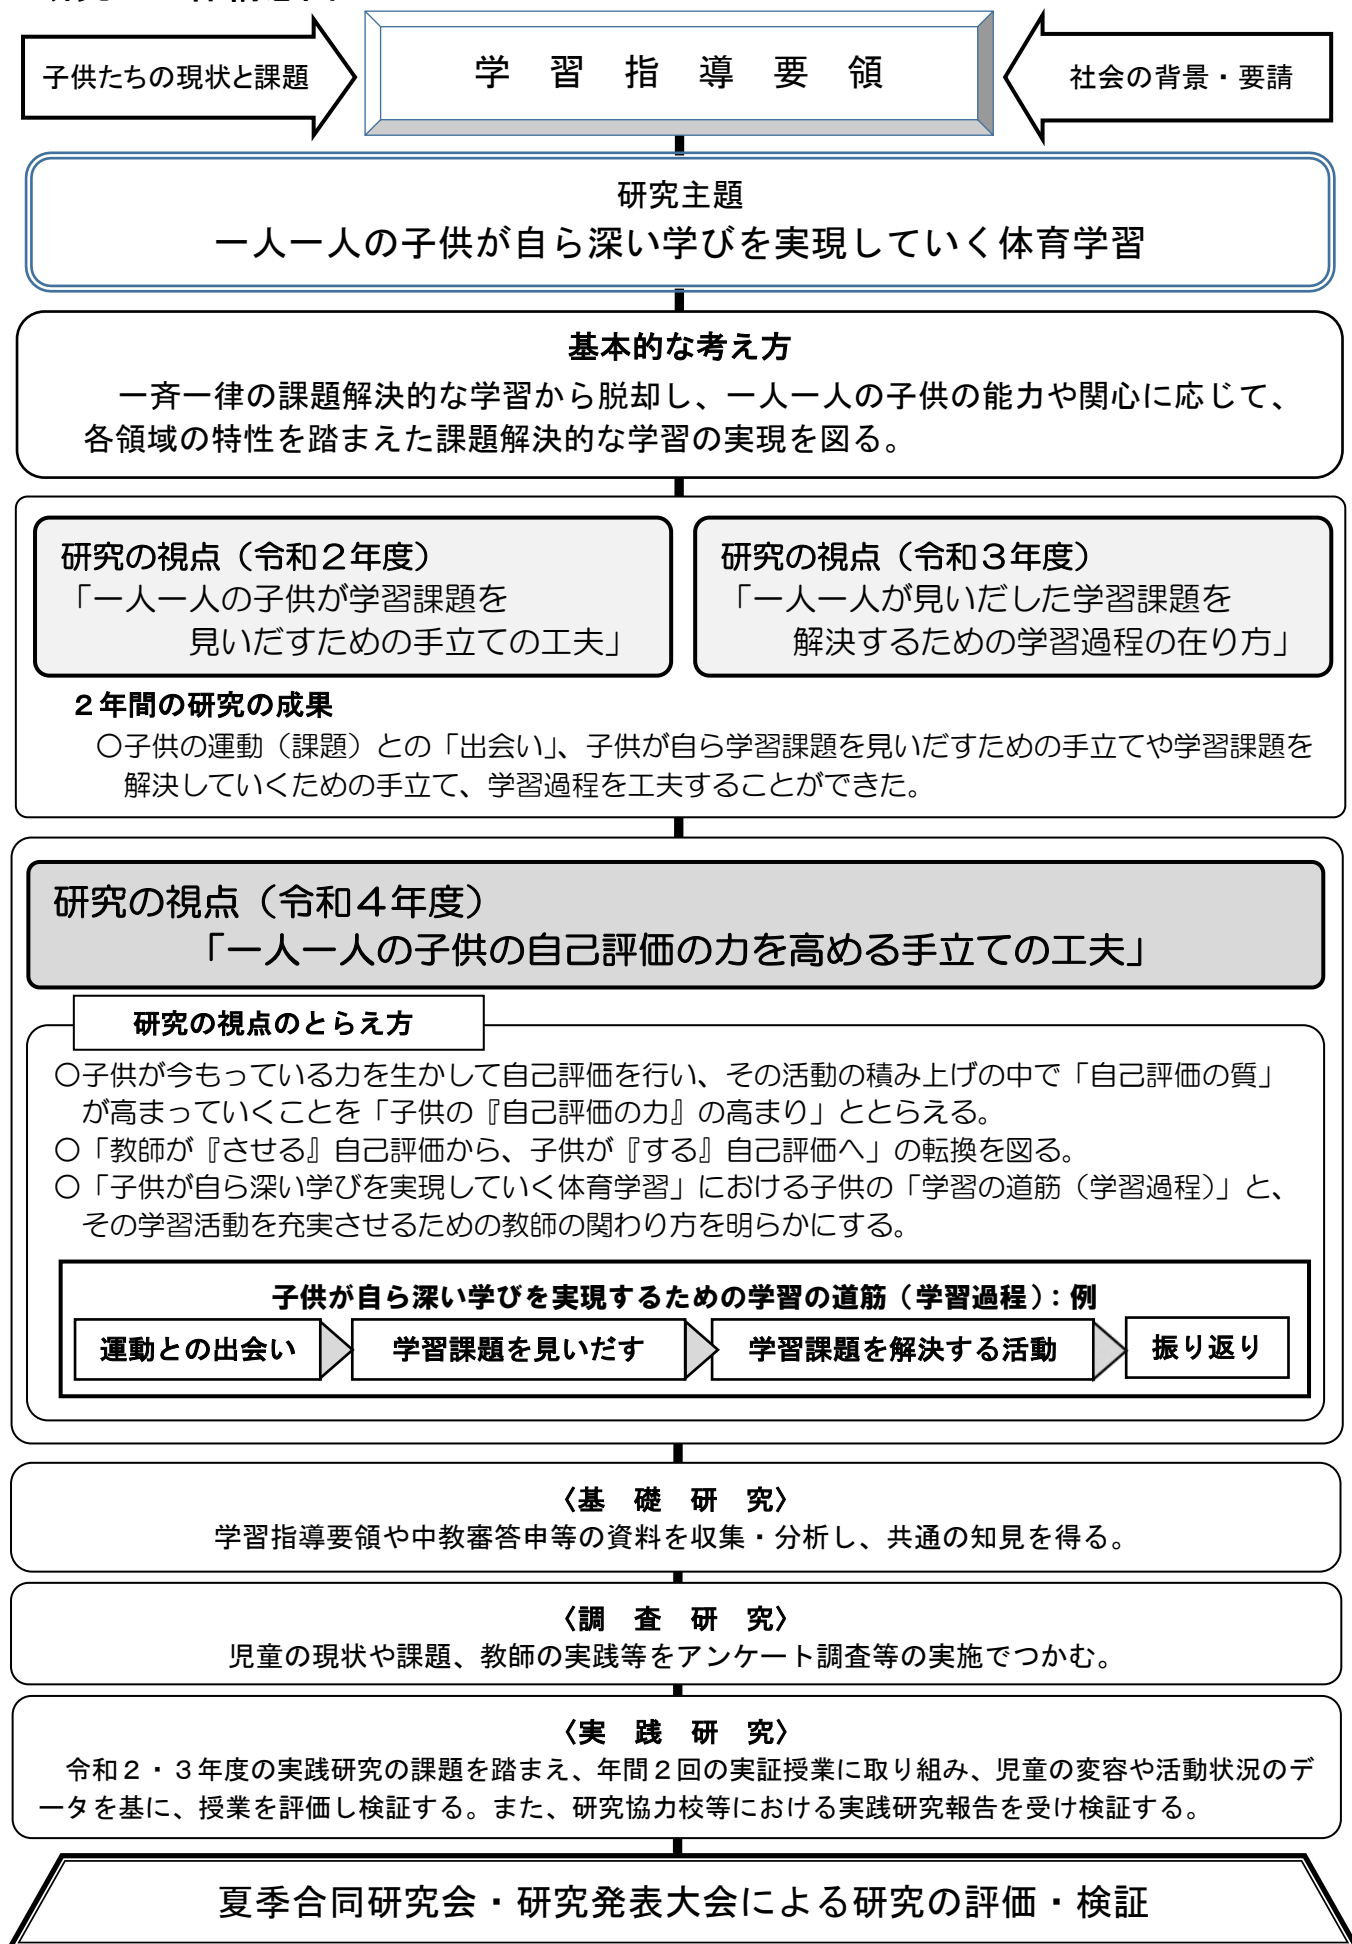 子供たちの現状と課題
学 習 指 導 要 領
社会の背景・要請
研究主題
一人一人の子供が自ら深い学びを実現していく体育学習
基本的な考え方
一斉一律の課題解決的な学習から脱却し、一人一人の子供の能力や関心に応じて、
各領域の特性を踏まえた課題解決的な学習の実現を図る。
研究の視点（令和２年度）
「一人一人の子供が学習課題を
見いだすための手立ての工夫」
研究の視点（令和３年度）
「一人一人が見いだした学習課題を
解決するための学習過程の在り方」
２年間の研究の成果
○子供の運動（課題）との「出会い」、子供が自ら学習課題を見いだすための手立てや学習課題を
解決していくための手立て、学習過程を工夫することができた。
研究の視点（令和４年度）
「一人一人の子供の自己評価の力を高める手立ての工夫」
研究の視点のとらえ方
○子供が今もっている力を生かして自己評価を行い、その活動の積み上げの中で「自己評価の質」
が高まっていくことを「子供の『自己評価の力』の高まり」ととらえる。
○「教師が『させる』自己評価から、子供が『する』自己評価へ」の転換を図る。
○「子供が自ら深い学びを実現していく体育学習」における子供の「学習の道筋（学習過程）」と、
その学習活動を充実させるための教師の関わり方を明らかにする。
子供が自ら深い学びを実現するための学習の道筋（学習過程）：例
運動との出会い
学習課題を見いだす
学習課題を解決する活動
振り返り
〈基 礎 研 究〉
学習指導要領や中教審答申等の資料を収集・分析し、共通の知見を得る。
〈調 査 研 究〉
児童の現状や課題、教師の実践等をアンケート調査等の実施でつかむ。
〈実 践 研 究〉
令和２・３年度の実践研究の課題を踏まえ、年間２回の実証授業に取り組み、児童の変容や活動状況のデ
ータを基に、授業を評価し検証する。また、研究協力校等における実践研究報告を受け検証する。
夏季合同研究会・研究発表大会による研究の評価・検証